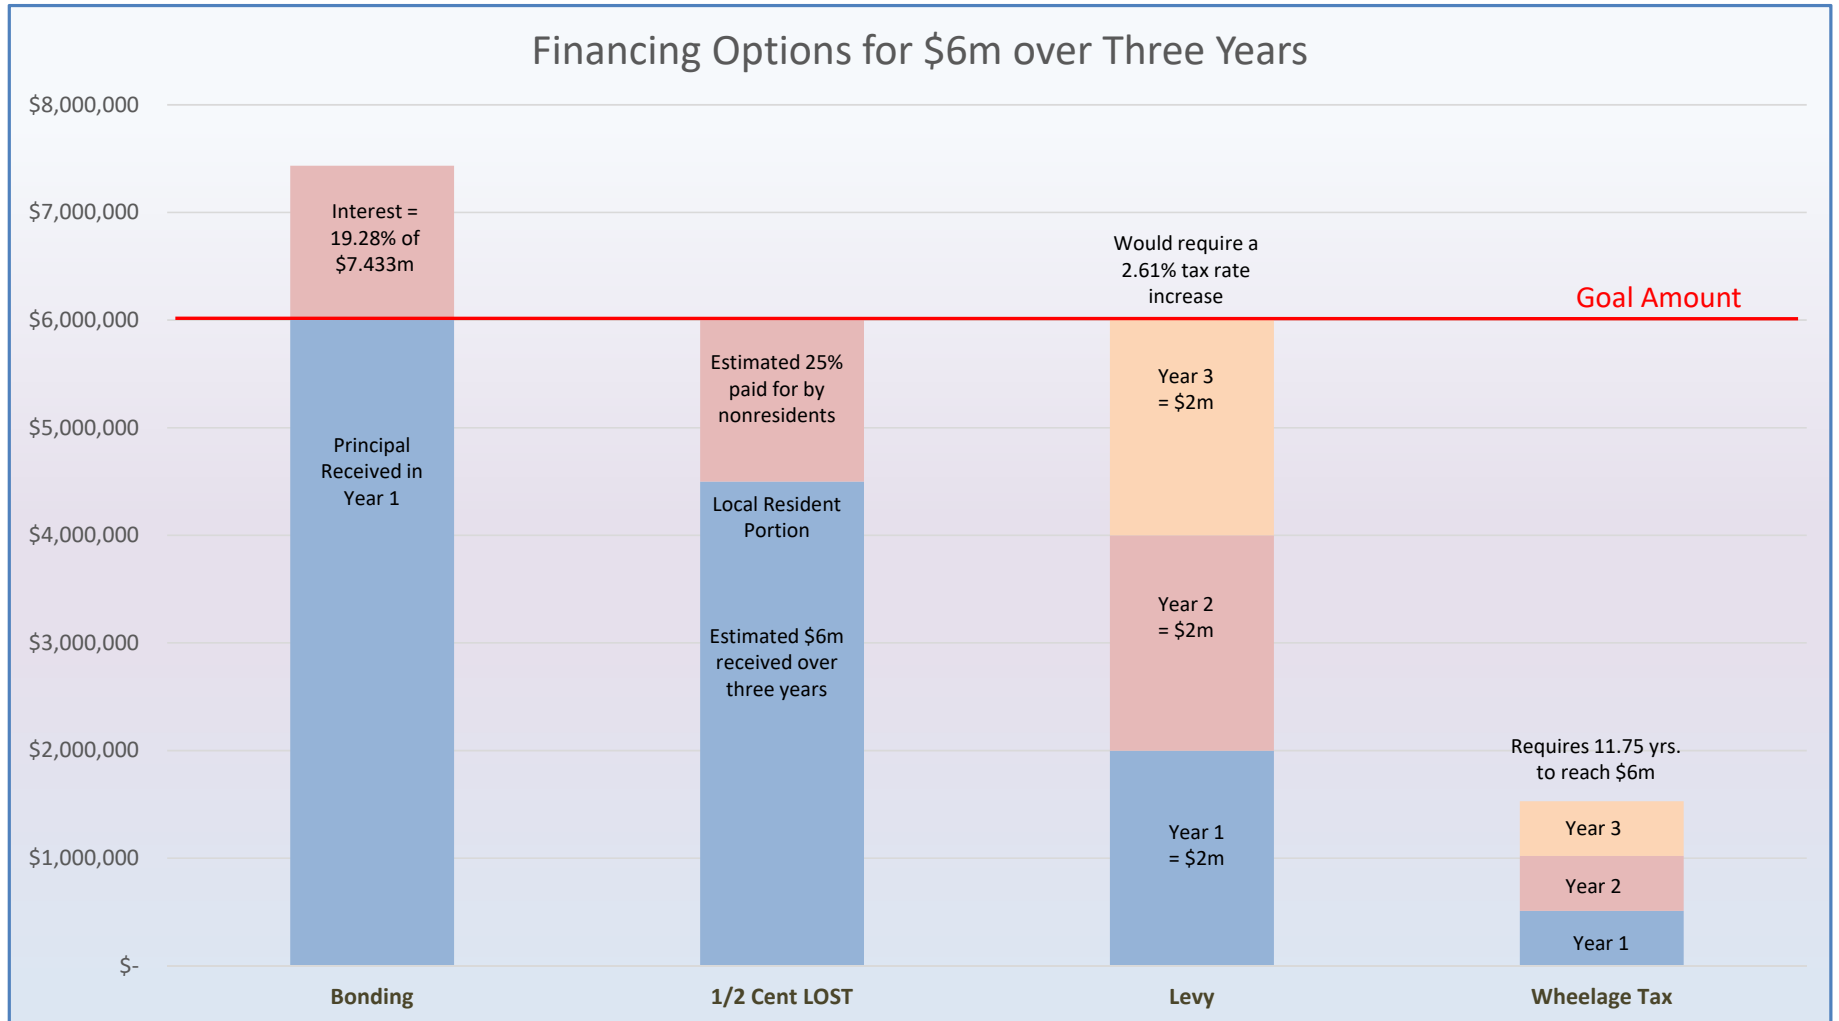 Financing Options for $6m over Three Years
$8,000,000
$7,000,000
$6,000,000
$5,000,000
$4,000,000
$3,000,000
$2,000,000
$1,000,000
$-
Interest =
19.28% of
$7.433m
Principal
Received in
Year 1
Estimated 25%
paid for by
nonresidents
Local Resident
Portion
Estimated $6m
received over
three years
Would require a
2.61% tax rate
increase
Year 3
= $2m
Year 2
= $2m
Year 1
= $2m
Goal Amount
Requires 11.75 yrs.
to reach $6m
Year 3
Year 2
Year 1
Bonding
1/2 Cent LOST
Levy
Wheelage Tax